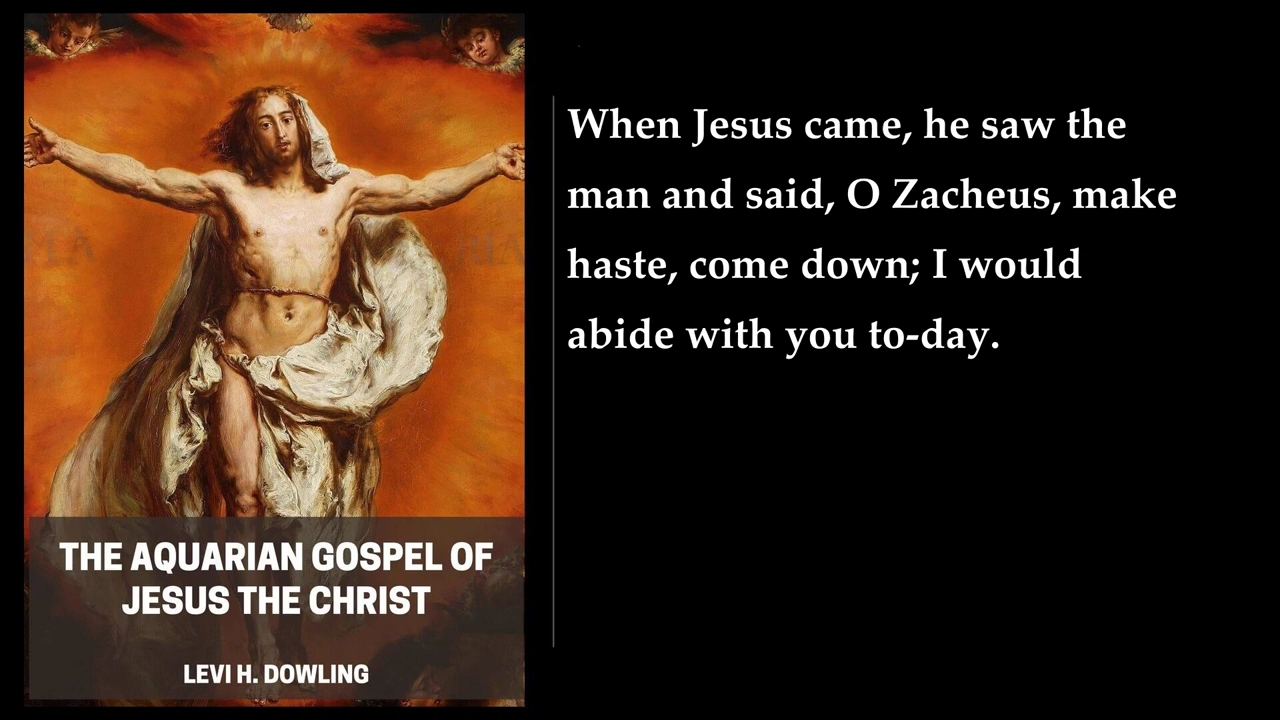 When Jesus came, he saw the
man and said, O Zacheus, make
haste, come down; I would
abide with you to-day.
THE AQUARIAN GOSPEL OF
JESUS THE CHRIST
LEVI H. DOWLING